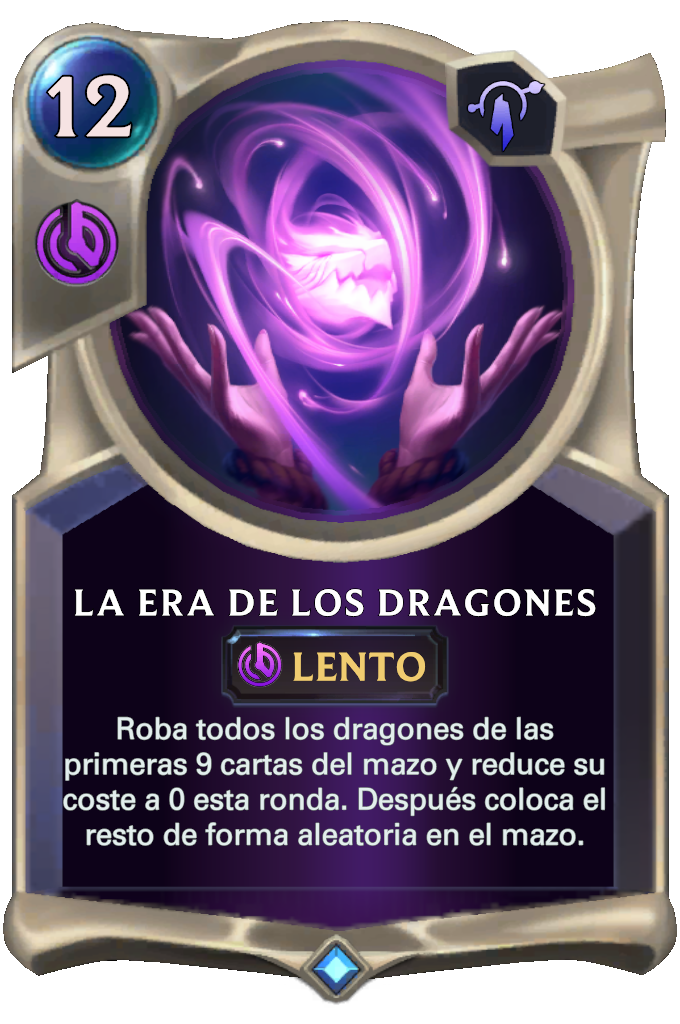 12
LA ERA DE LOS DRAGONES
LENTO
Roba todos los dragones de las
primeras 9 cartas del mazo y reduce su
coste a 0 esta ronda. Después coloca el
resto de forma aleatoria en el mazo.